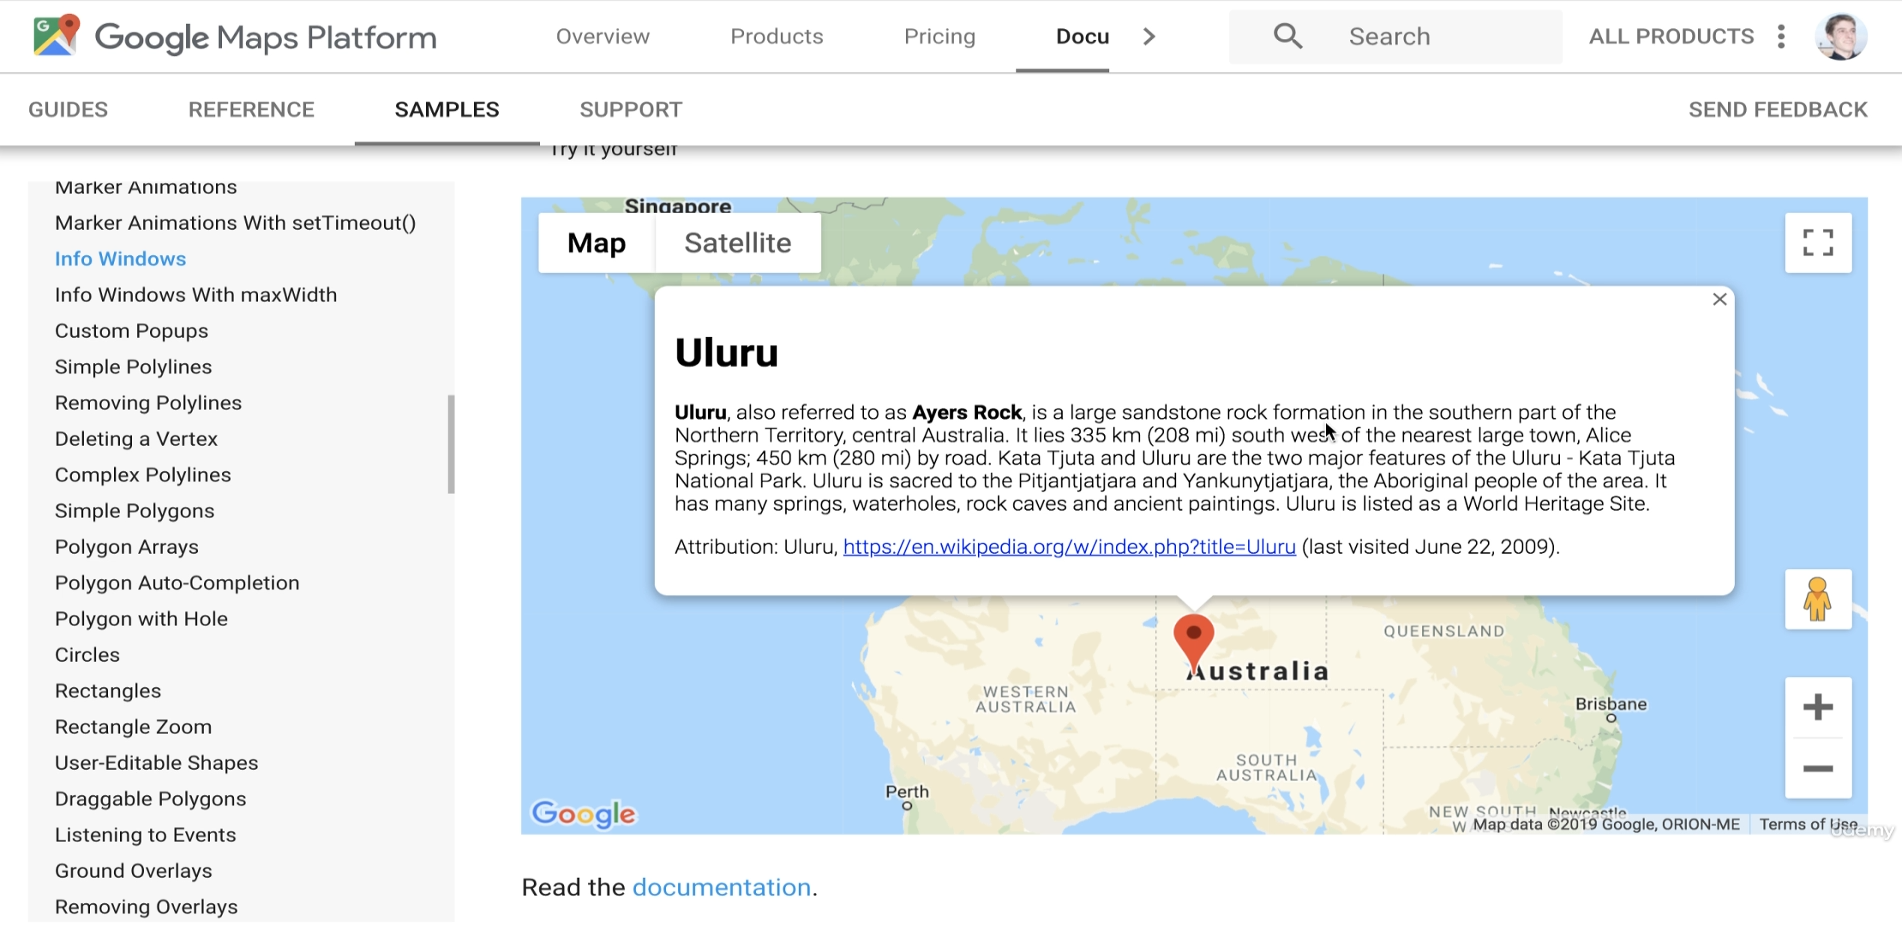 Google Maps Platform
Overview
Products
Pricing
Docu
Search
ALL PRODUCTS
GUIDES
REFERENCE
SAMPLES
SUPPORT
SEND FEEDBACK
Try it yourself
Marker Animations
Marker Animations With setTimeout()
Info Windows
Info Windows With maxWidth
Custom Popups
Simple Polylines
Removing Polylines
Deleting a Vertex
Complex Polylines
Simple Polygons
Polygon Arrays
Polygon Auto-Completion
Polygon with Hole
Circles
Rectangles
Rectangle Zoom
User-Editable Shapes
Draggable Polygons
Listening to Events
Ground Overlays
Removing Overlays
Singapore
Map
Satellite
Uluru
Uluru, also referred to as Ayers Rock, is a large sandstone rock formation in the southern part of the
Northern Territory, central Australia. It lies 335 km (208 mi) south west of the nearest large town, Alice
Springs; 450 km (280 mi) by road. Kata Tjuta and Uluru are the two major features of the Uluru - Kata Tjuta
National Park. Uluru is sacred to the Pitjantjatjara and Yankunytjatjara, the Aboriginal people of the area. It
has many springs, waterholes, rock caves and ancient paintings. Uluru is listed as a World Heritage Site.
Attribution: Uluru, https://en.wikipedia.org/w/index.php?title=Uluru (last visited June 22, 2009).
QUEENSLAND
Australia
WESTERN
AUSTRALIA
Brisbane
SOUTH
AUSTRALIA
Perth
NEW SOUTH
W
Newcastle
Google
Map data ©2019 Google, ORION-ME
Terms of Use
udemy
Read the documentation.